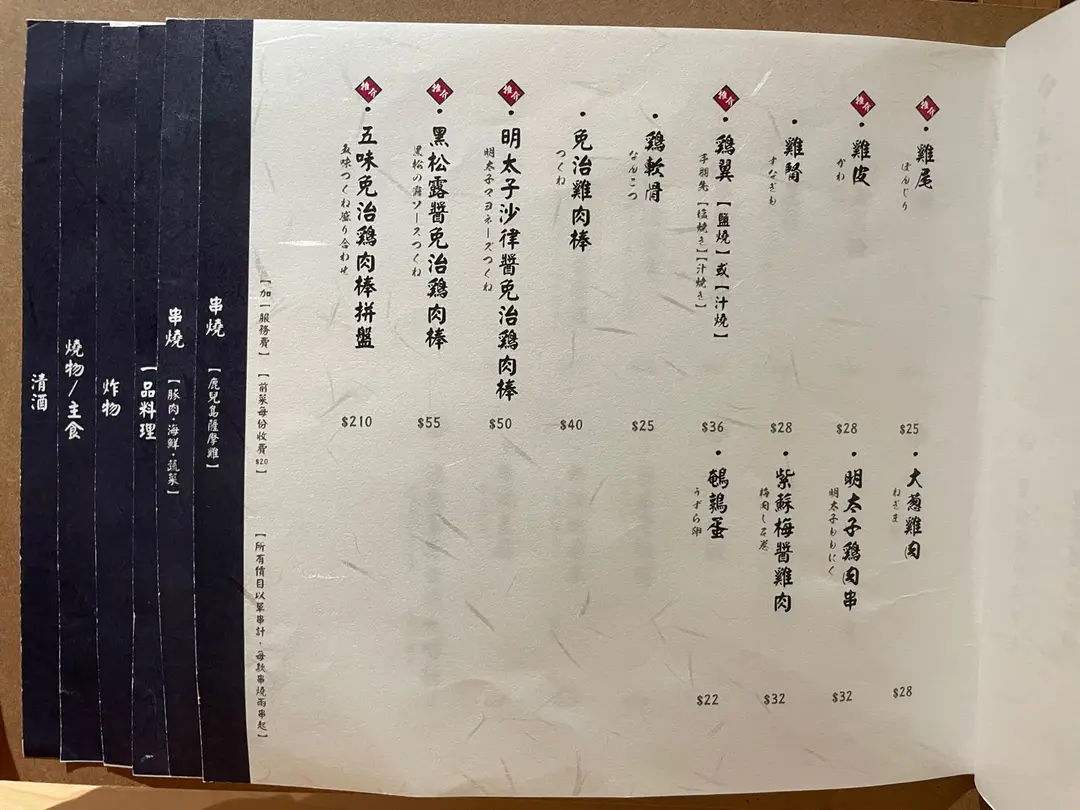 推介
雞尾
ぼんじり
$25
推介
雞皮
かわ
$28
雞腎
すなぎも
$28
推介
鷄翼【鹽燒】或【汁燒】
手羽先【塩焼き】【汁焼き】
$36
鷄軟骨
なんこつ
$25
免治雞肉棒
つくね
$40
推介
明太子沙律醬免治鷄肉棒
明太子マヨネーズつくね
$50
推介
黑松露醬免治鷄肉棒
黒松の露ソースつくね
$55
推介
五味免治鷄肉棒拼盤
五味つくね盛り合わせ
$210
大葱雞肉
ねぎま
$28
明太子鷄肉串
明太子ももにく
$32
紫蘇梅醬雞肉
梅肉しそ巻
$32
鵪鶉蛋
うずら卵
$22
【加一服務費】【前菜每份收費$20】
【所有價目以單串計，每款串燒兩串起】
串燒【鹿兒島薩摩雞】
串燒【豚肉・海鮮・蔬菜】
一品料理
炸物
燒物/主食
清酒